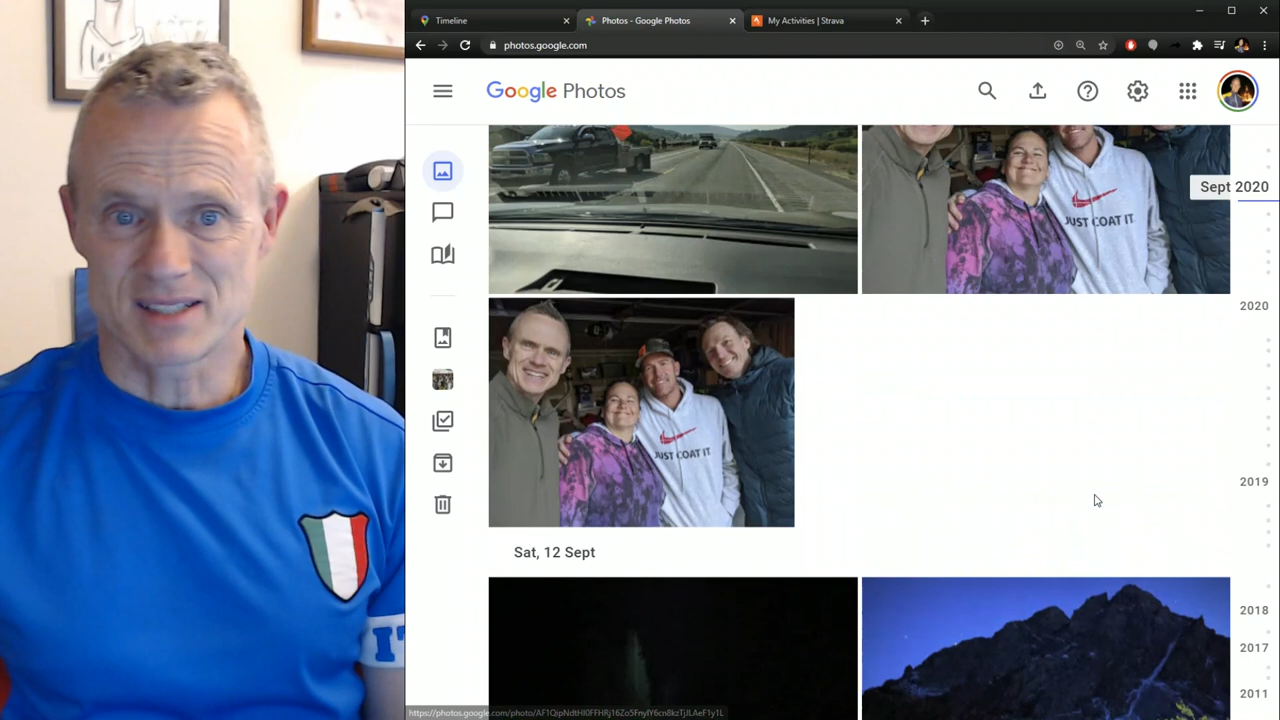 Timeline
Photos - Google Photos
My Activities | Strava
photos.google.com
Google Photos
Sept 2020
JUST COAT IT
2020
JUST COAT IT
2019
Sat, 12 Sept
2018
2017
2011